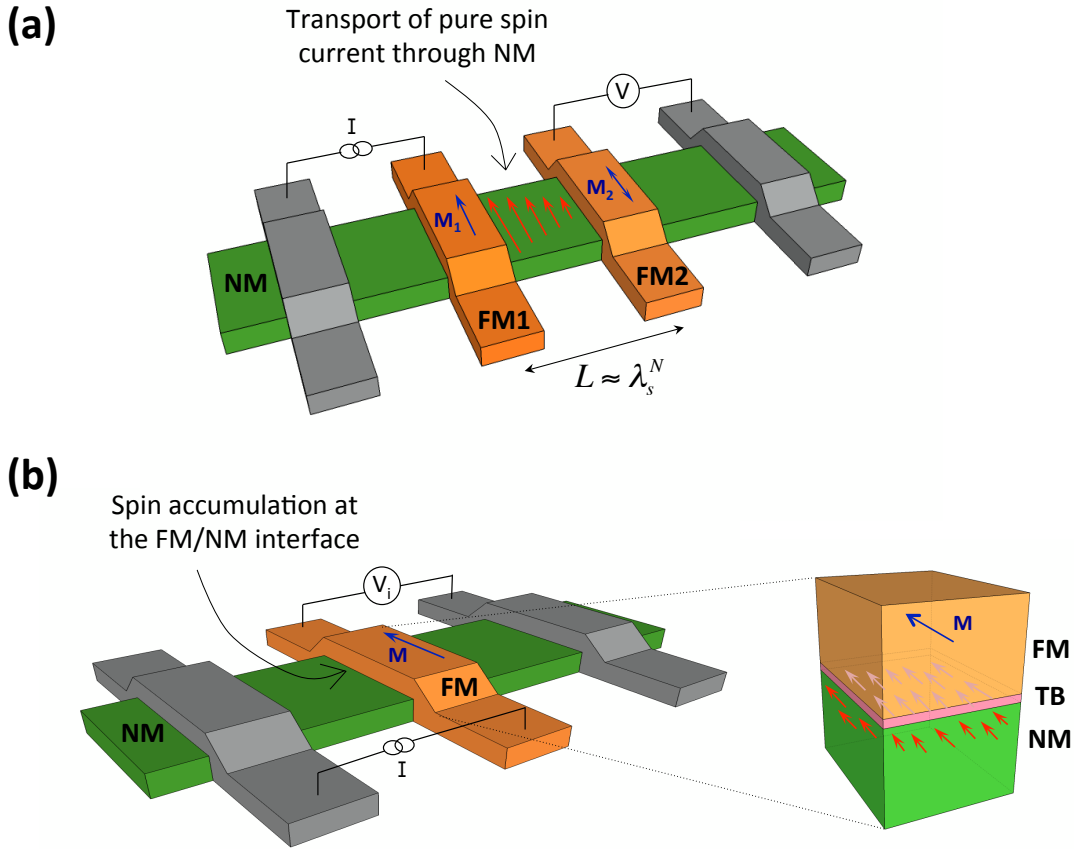 (a)
Transport of pure spin
current through NM
I
V
M1
M2
NM
FM1
FM2
L ≈ λ_s^N
(b)
Spin accumulation at
the FM/NM interface
Vi
M
FM
NM
I
M
FM
TB
NM